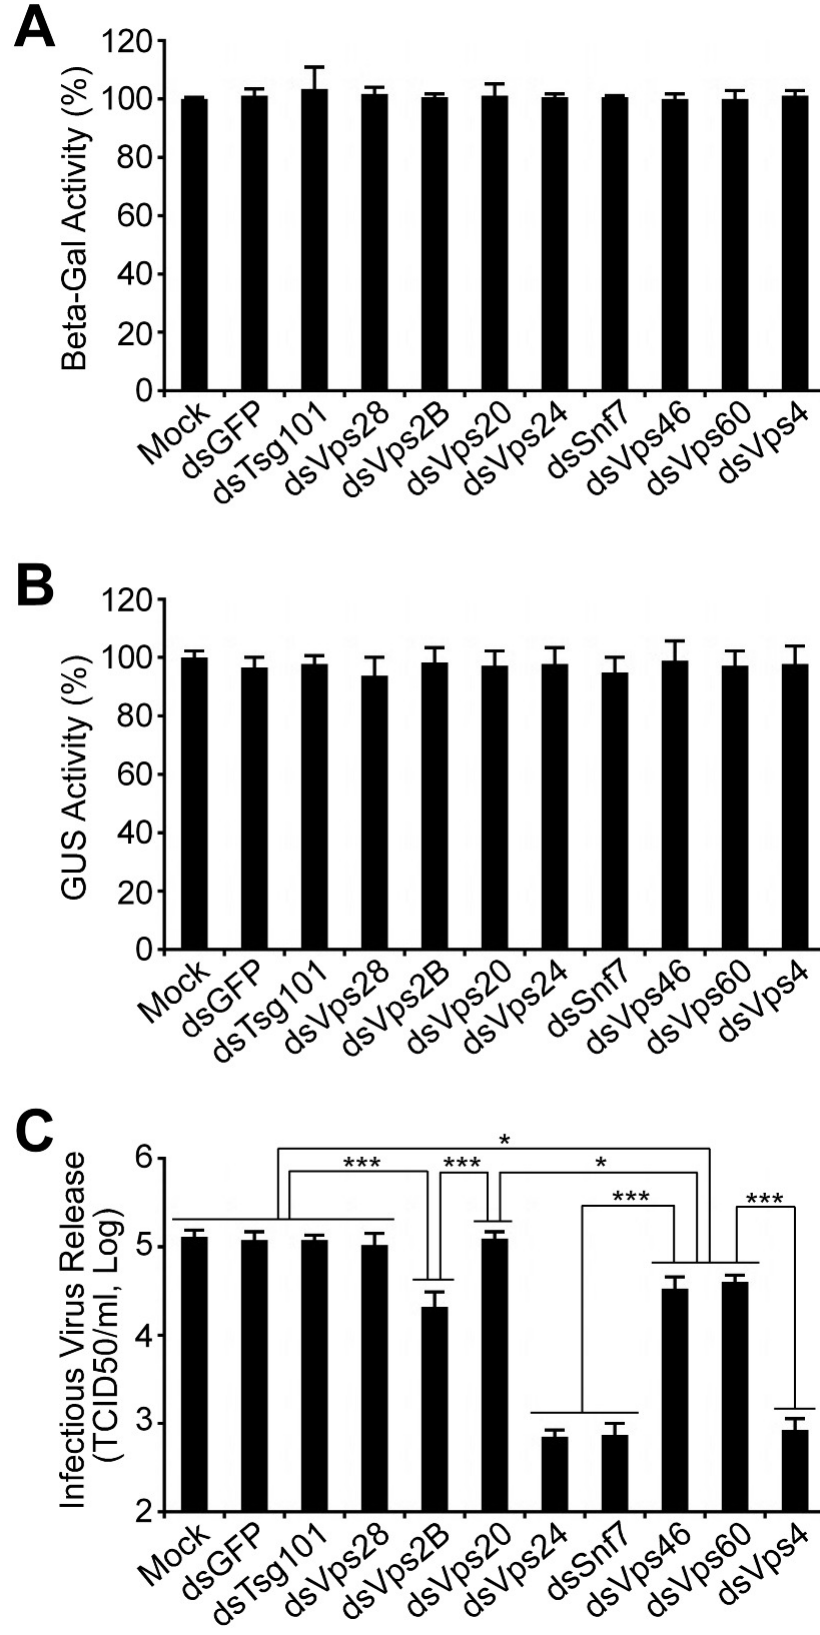 A
Beta-Gal Activity (%)
120
100
80
60
40
20
0
Mock
dsGFP
dsTsg101
dsVps28
dsVps2B
dsVps20
dsVps24
dsSnf7
dsVps46
dsVps60
dsVps4
B
GUS Activity (%)
120
100
80
60
40
20
0
Mock
dsGFP
dsTsg101
dsVps28
dsVps2B
dsVps20
dsVps24
dsSnf7
dsVps46
dsVps60
dsVps4
C
Infectious Virus Release
(TCID50/ml, Log)
6
5
4
3
2
*
***
***
*
***
***
Mock
dsGFP
dsTsg101
dsVps28
dsVps2B
dsVps20
dsVps24
dsSnf7
dsVps46
dsVps60
dsVps4